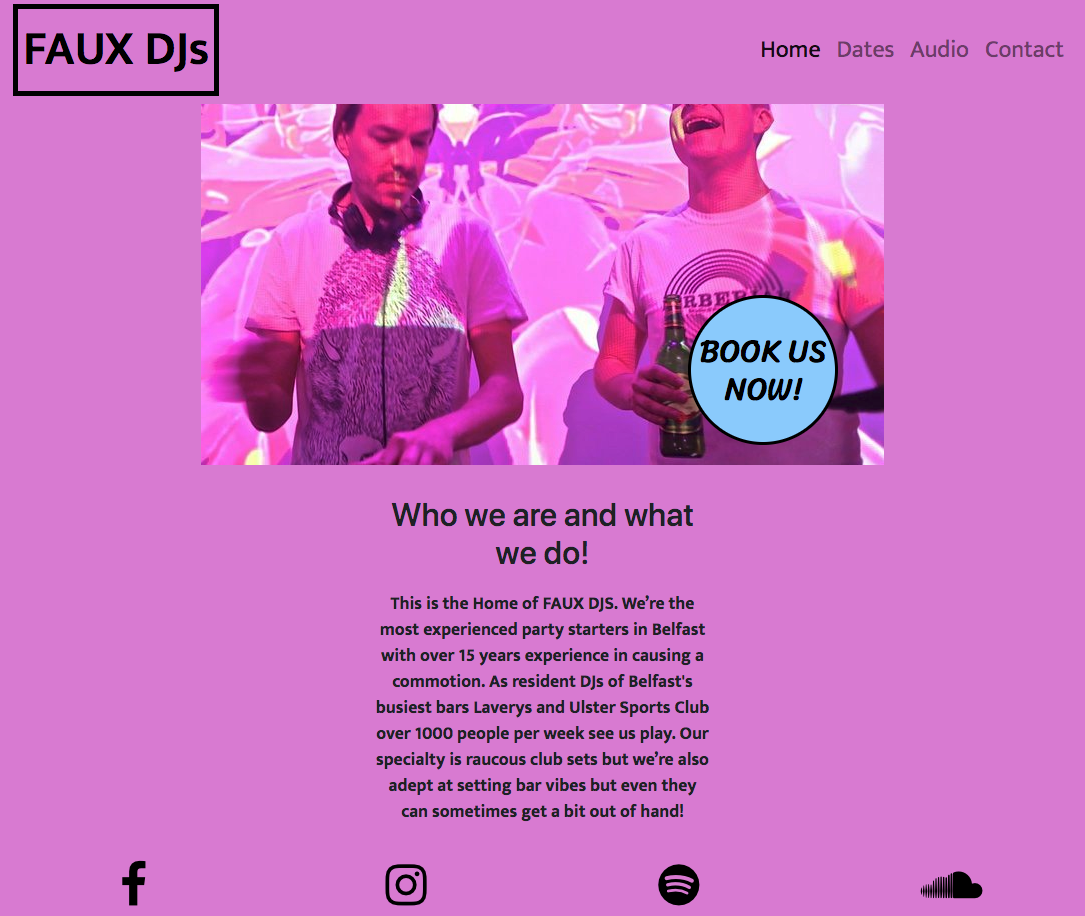 FAUX DJs
Home Dates Audio Contact
BOOK US
NOW!
Who we are and what
we do!
This is the Home of FAUX DJS. We’re the
most experienced party starters in Belfast
with over 15 years experience in causing a
commotion. As resident DJs of Belfast's
busiest bars Laverys and Ulster Sports Club
over 1000 people per week see us play. Our
specialty is raucous club sets but we’re also
adept at setting bar vibes but even they
can sometimes get a bit out of hand!